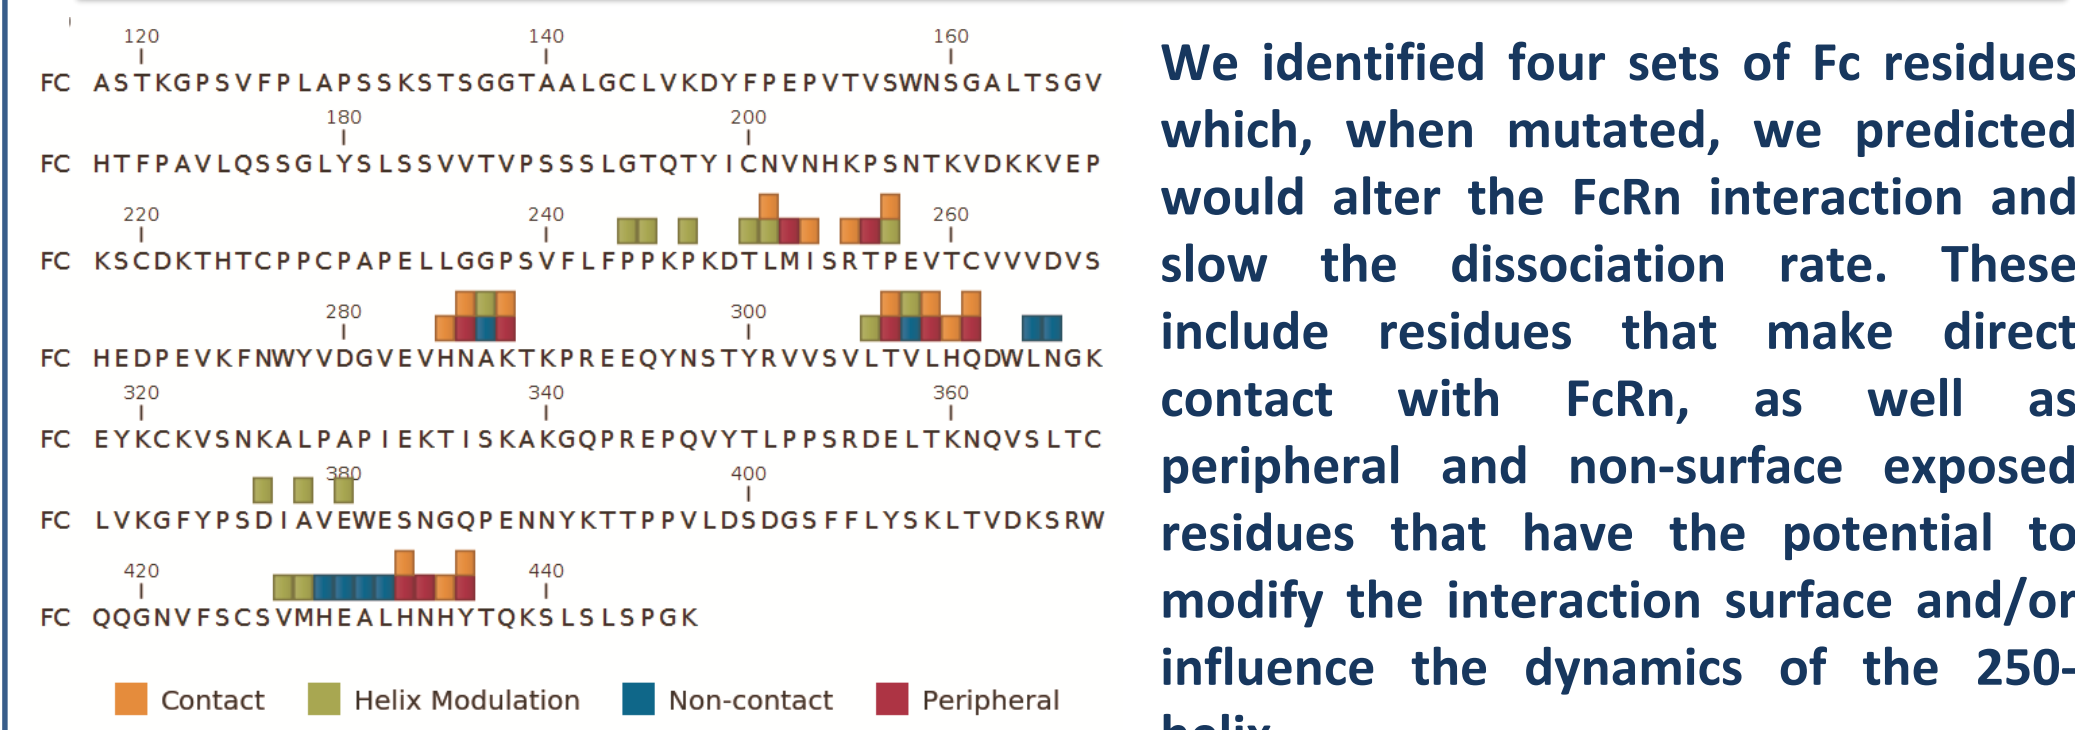 120 140 160
FC ASTKGPSVFPLAPSSKSTSGGTAALGCLVKDYFPEPVTVSWNSGALTSGV
180 200
FC HTFPAVLQSSGLYSLSSVVTVPSSSLGTQTYICNVNHKPSNTKVDKKVEP
220 240 260
FC KSCDKTHTCPPCPAPELLGGPSVFLFPPKPKDTLMISRTPEVTCVVVDVS
280 300
FC HEDPEVKFNWYVDGVEVHNAKTKPREEQYNSTYRVVSVLTVLHQDWLNGK
320 340 360
FC EYKCKVSNKALPAPIEKTISKAKGQPREPQVYTLPPSRDELTKNQVSLTC
380 400
FC LVKGFYPSDIAVEWESNGQPENNYKTTPPVLDSDGSFFLYSKLTVDKSRW
420 440
FC QQGNVFSCSVMHEALHNHYTQKSLSLSPGK
Contact Helix Modulation Non-contact Peripheral
We identified four sets of Fc residues
which, when mutated, we predicted
would alter the FcRn interaction and
slow the dissociation rate. These
include residues that make direct
contact with FcRn, as well as
peripheral and non-surface exposed
residues that have the potential to
modify the interaction surface and/or
influence the dynamics of the 250-
helix